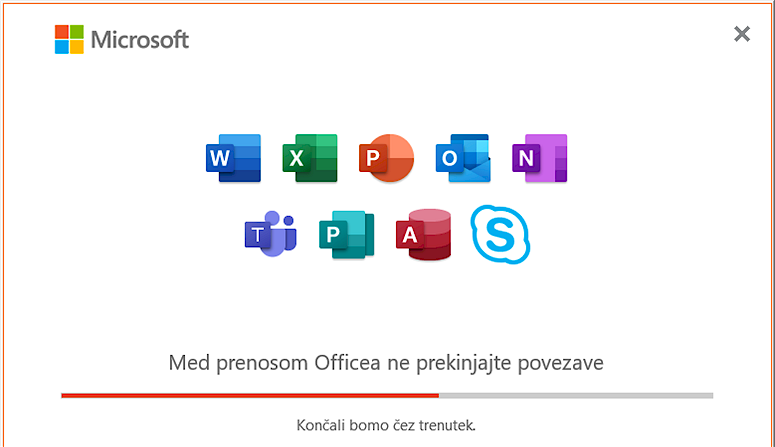 Microsoft
W X P O N
T P A S
Med prenosom Officea ne prekinjajte povezave
Končali bomo čez trenutek.